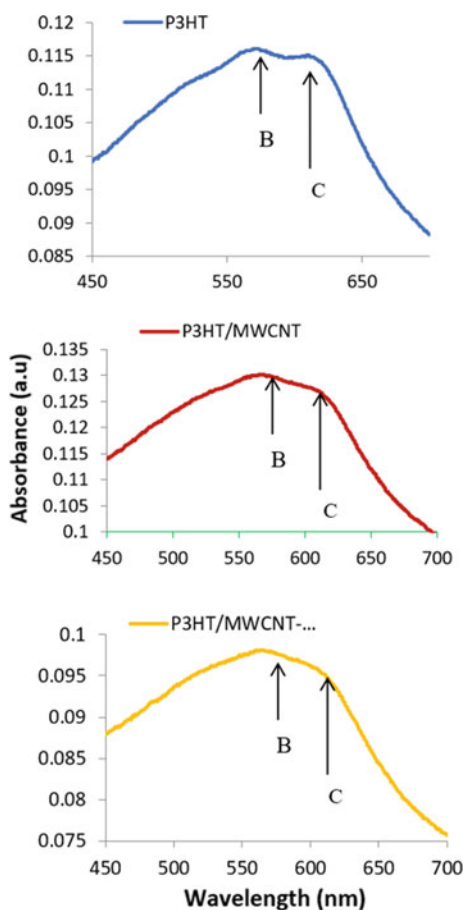 P3HT
0.12
0.115
0.11
0.105
0.1
0.095
0.09
0.085
B
C
450 550 650
P3HT/MWCNT
Absorbance (a.u)
0.135
0.13
0.125
0.12
0.115
0.11
0.105
0.1
B
C
450 500 550 600 650 700
P3HT/MWCNT-...
0.1
0.095
0.09
0.085
0.08
0.075
B
C
450 500 550 600 650 700
Wavelength (nm)